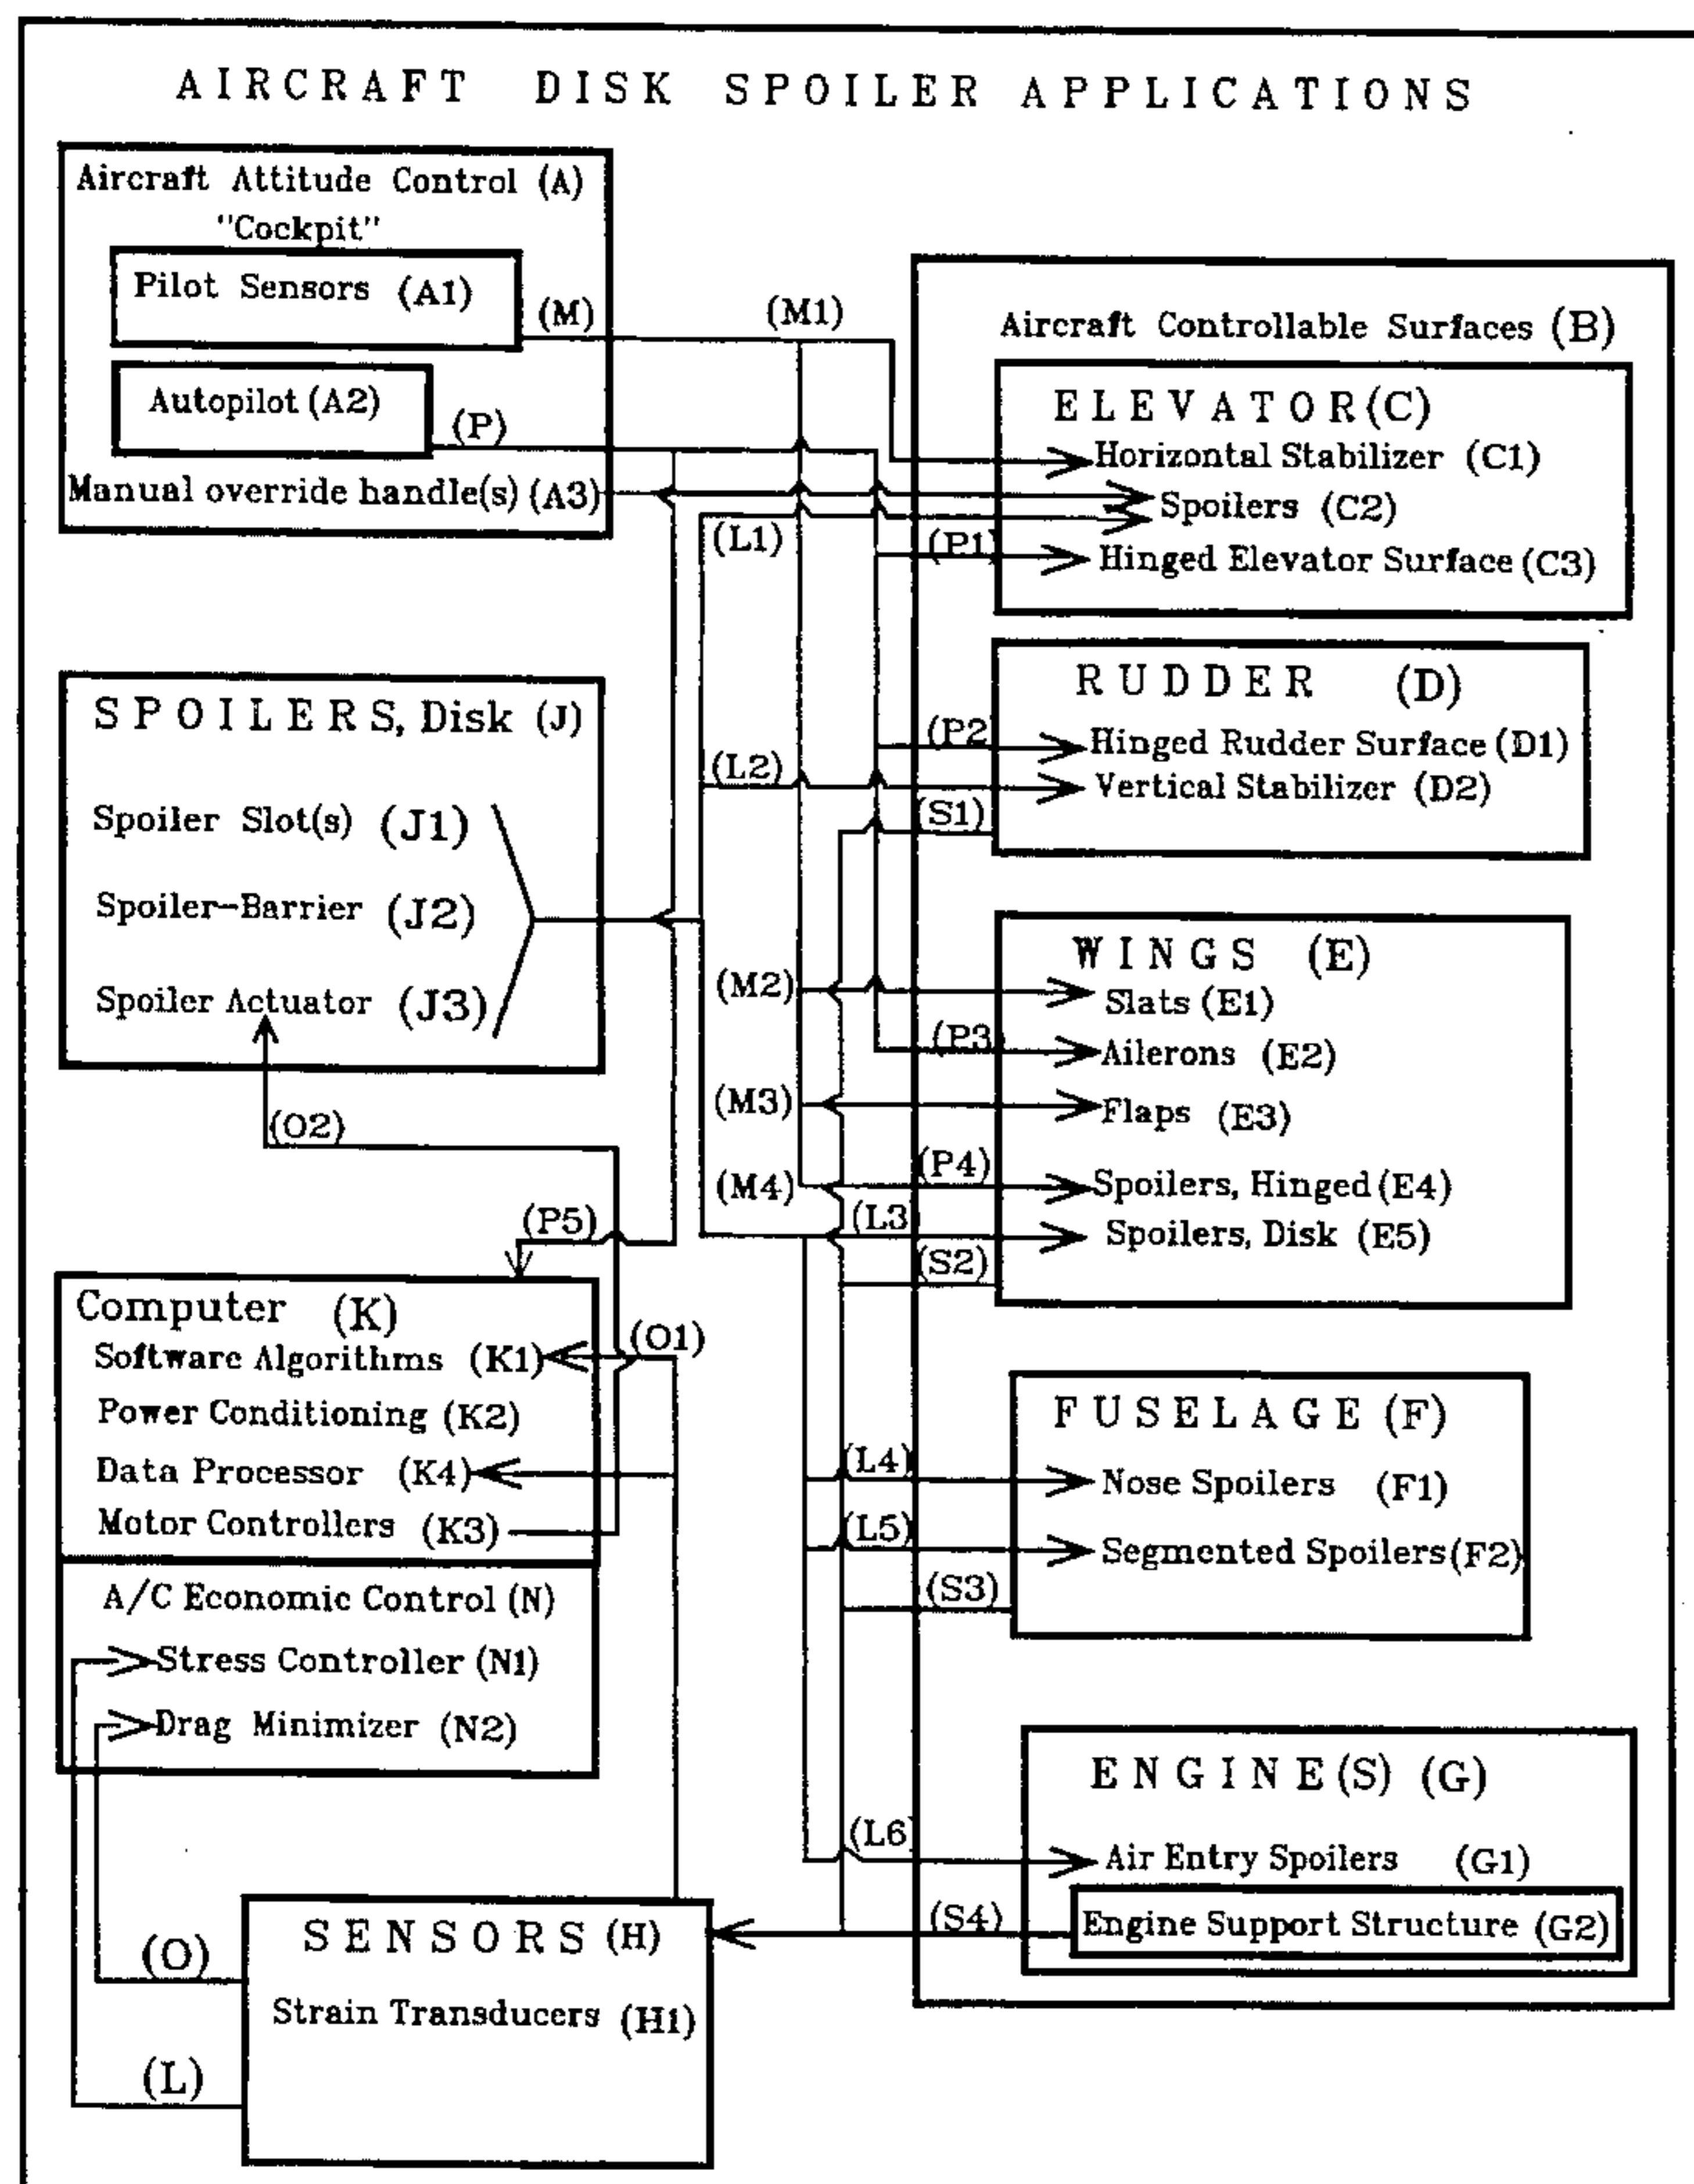 AIRCRAFT DISK SPOILER APPLICATIONS
Aircraft Attitude Control (A)
"Cockpit"
Pilot Sensors (A1)
(M)
(M1)
Autopilot (A2)
(P)
Manual override handle(s) (A3)
Aircraft Controllable Surfaces (B)
ELEVATOR (C)
Horizontal Stabilizer (C1)
Spoilers (C2)
(L1)
(P1)
Hinged Elevator Surface (C3)
RUDDER (D)
(P2
Hinged Rudder Surface (D1)
(L2)
Vertical Stabilizer (D2)
(S1)
SPOILERS, Disk (J)
Spoiler Slot(s) (J1)
Spoiler-Barrier (J2)
Spoiler Actuator (J3)
(O2)
WINGS (E)
(M2)
Slats (E1)
(P3
Ailerons (E2)
(M3)
Flaps (E3)
(P4)
(M4)
Spoilers, Hinged (E4)
(L3
Spoilers, Disk (E5)
(S2)
(P5)
Computer (K)
(O1)
Software Algorithms (K1)
Power Conditioning (K2)
Data Processor (K4)
Motor Controllers (K3)
A/C Economic Control (N)
Stress Controller (N1)
Drag Minimizer (N2)
FUSELAGE (F)
(L4)
Nose Spoilers (F1)
(L5)
Segmented Spoilers (F2)
(S3)
ENGINE(S) (G)
(L6
Air Entry Spoilers (G1)
(S4)
Engine Support Structure (G2)
SENSORS (H)
(O)
Strain Transducers (H1)
(L)